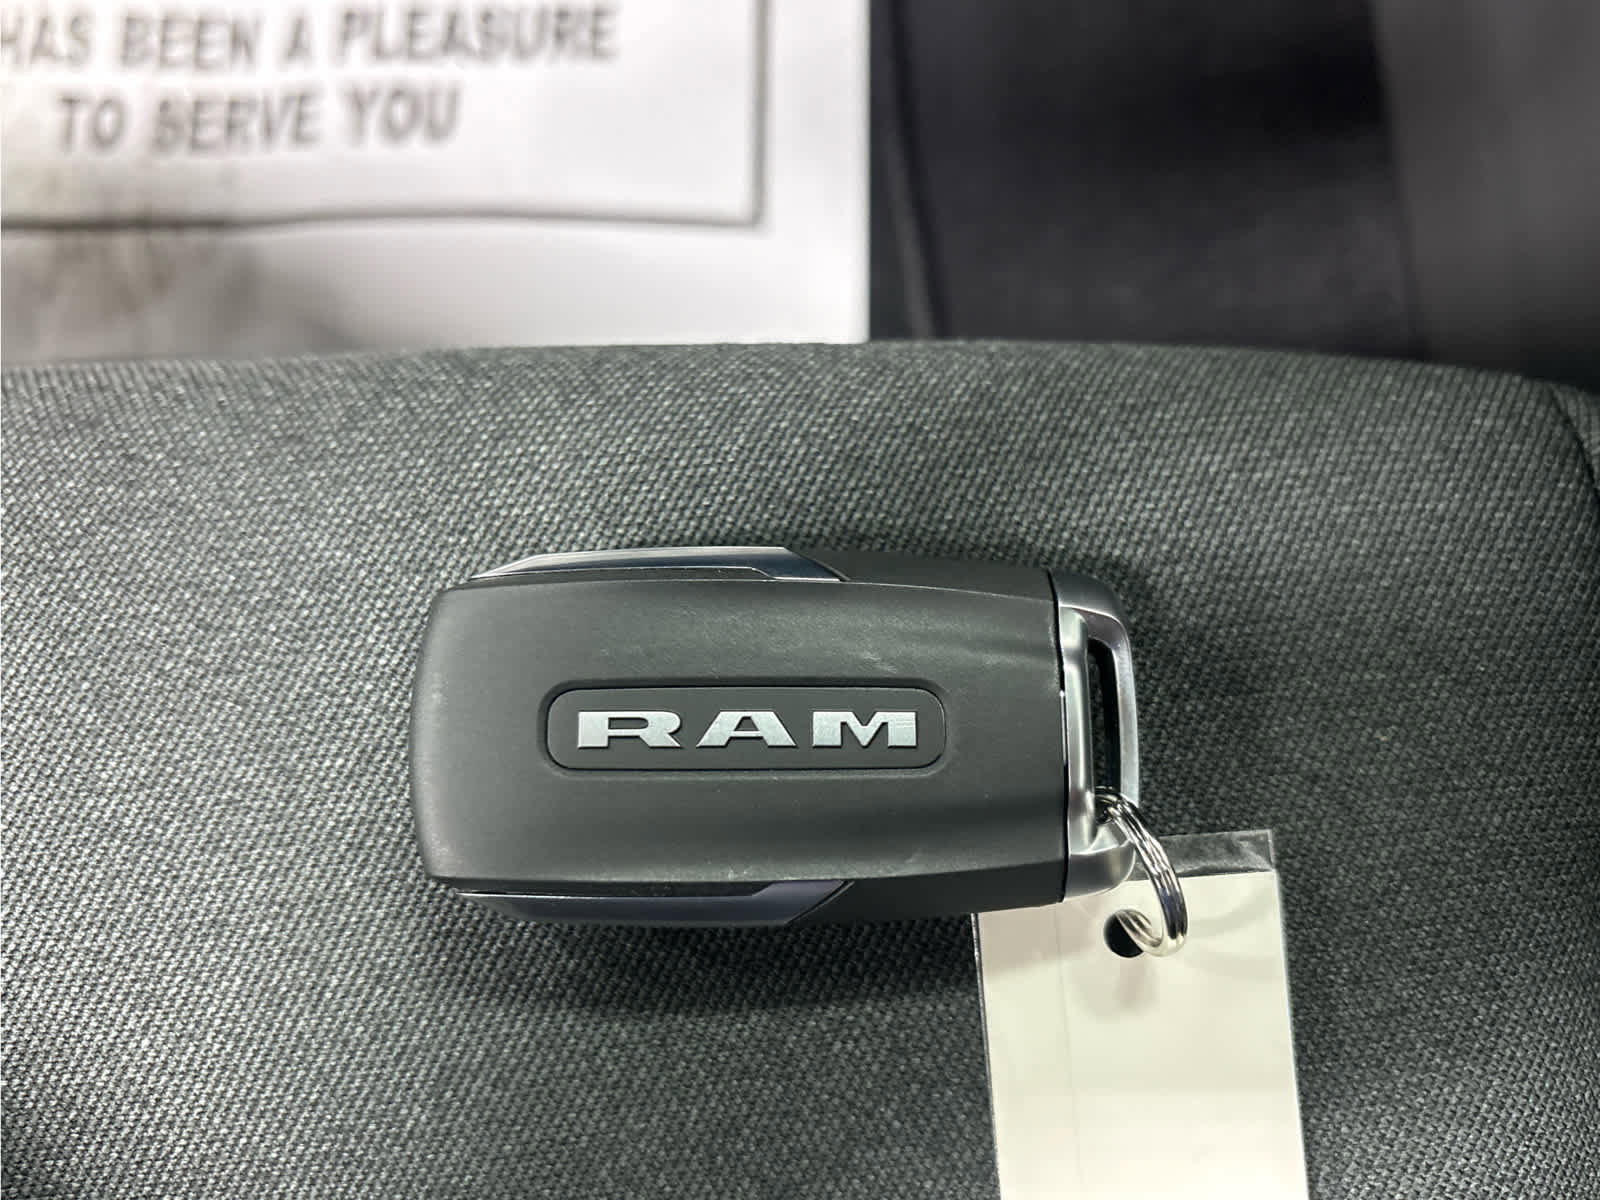 HAS BEEN A PLEASURE
TO SERVE YOU
RAM